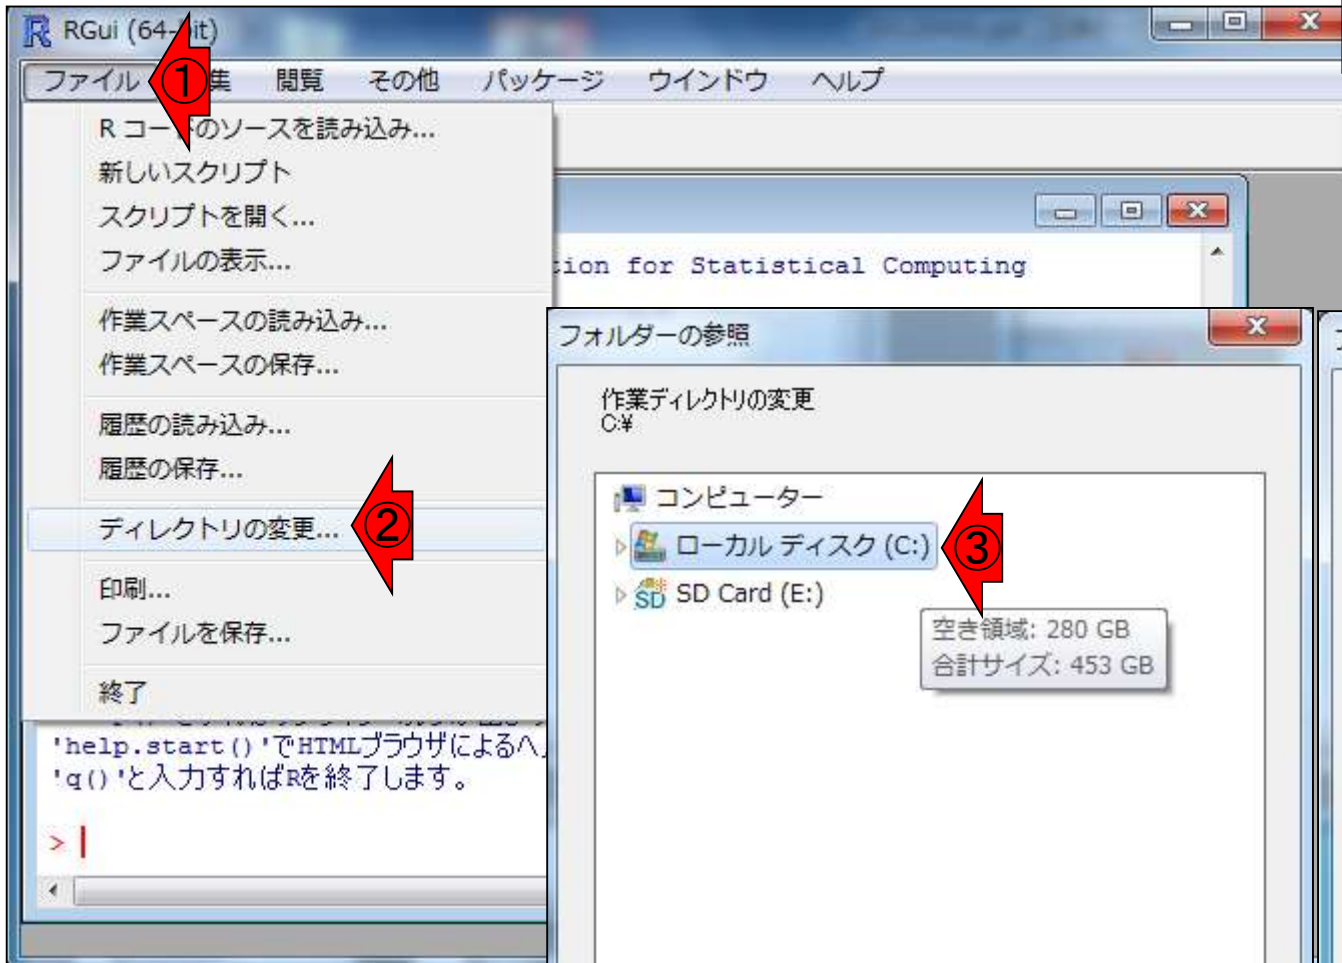 RGui (64-bit)
ファイル ① 集 閲覧 その他 パッケージ ウインドウ ヘルプ
R コードのソースを読み込み...
新しいスクリプト
スクリプトを開く...
ファイルの表示...
作業スペースの読み込み...
作業スペースの保存...
履歴の読み込み...
履歴の保存...
ディレクトリの変更... ②
印刷...
ファイルを保存...
終了
tion for Statistical Computing
'help.start()'でHTMLブラウザによるヘ
'q()'と入力すればRを終了します。
>
フォルダーの参照
作業ディレクトリの変更
C:¥
コンピューター
ローカル ディスク (C:) ③
SD SD Card (E:)
空き領域: 280 GB
合計サイズ: 453 GB